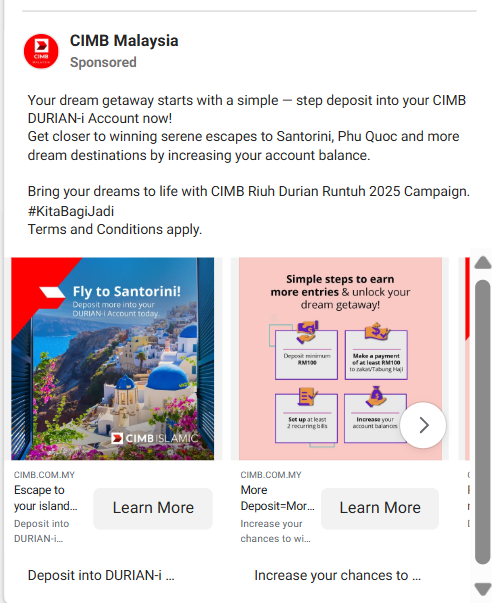 CIMB Malaysia
Sponsored
CIMB
Your dream getaway starts with a simple — step deposit into your CIMB
DURIAN-i Account now!
Get closer to winning serene escapes to Santorini, Phu Quoc and more
dream destinations by increasing your account balance.
Bring your dreams to life with CIMB Riuh Durian Runtuh 2025 Campaign.
#KitaBagiJadi
Terms and Conditions apply.
Fly to Santorini!
Deposit more into your
DURIAN-i Account today.
CIMB ISLAMIC
Simple steps to earn
more entries & unlock your
dream getaway!
Deposit minimum
RM100
Make a payment
of at least RM100
to zakat/Tabung Haji
Set up at least
2 recurring bills
Increase your
account balances
CIMB.COM.MY
Escape to
your island…
Deposit into
DURIAN-i…
Learn More
CIMB.COM.MY
More
Deposit=Mor…
Increase your
chances to wi…
Learn More
Deposit into DURIAN-i …
Increase your chances to …